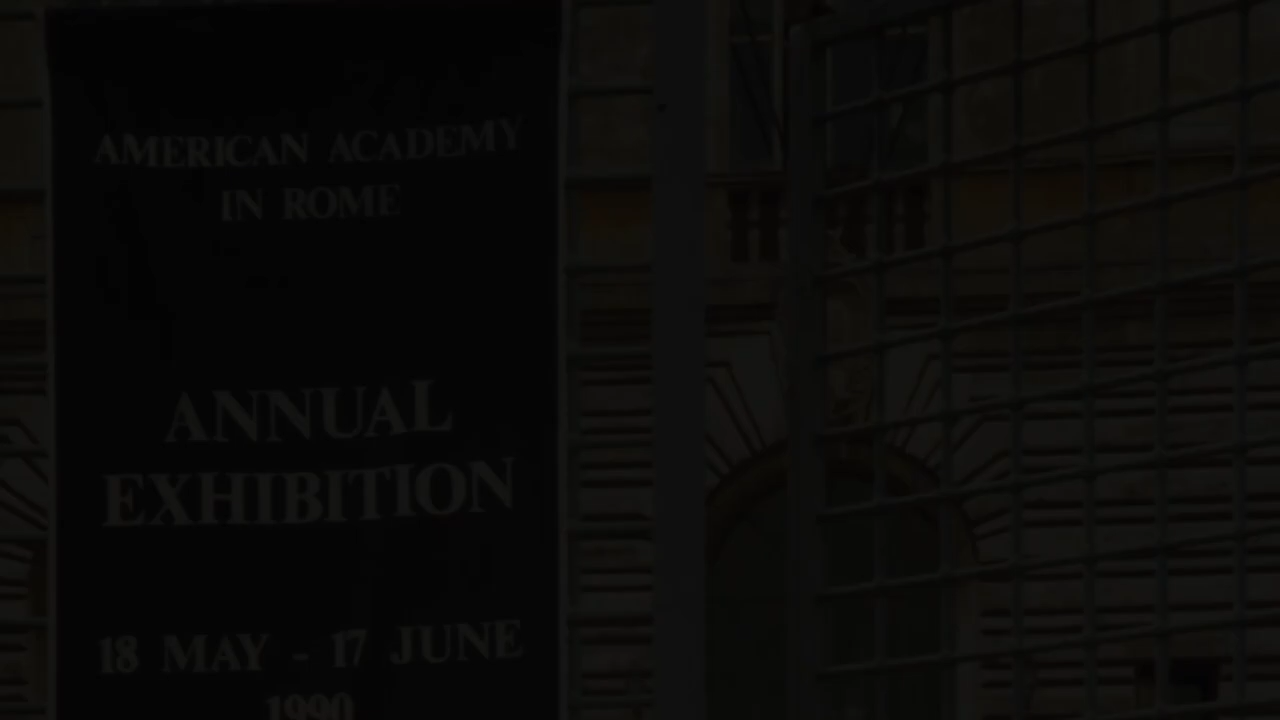 AMERICAN ACADEMY
IN ROME
ANNUAL
EXHIBITION
18 MAY - 17 JUNE
1990